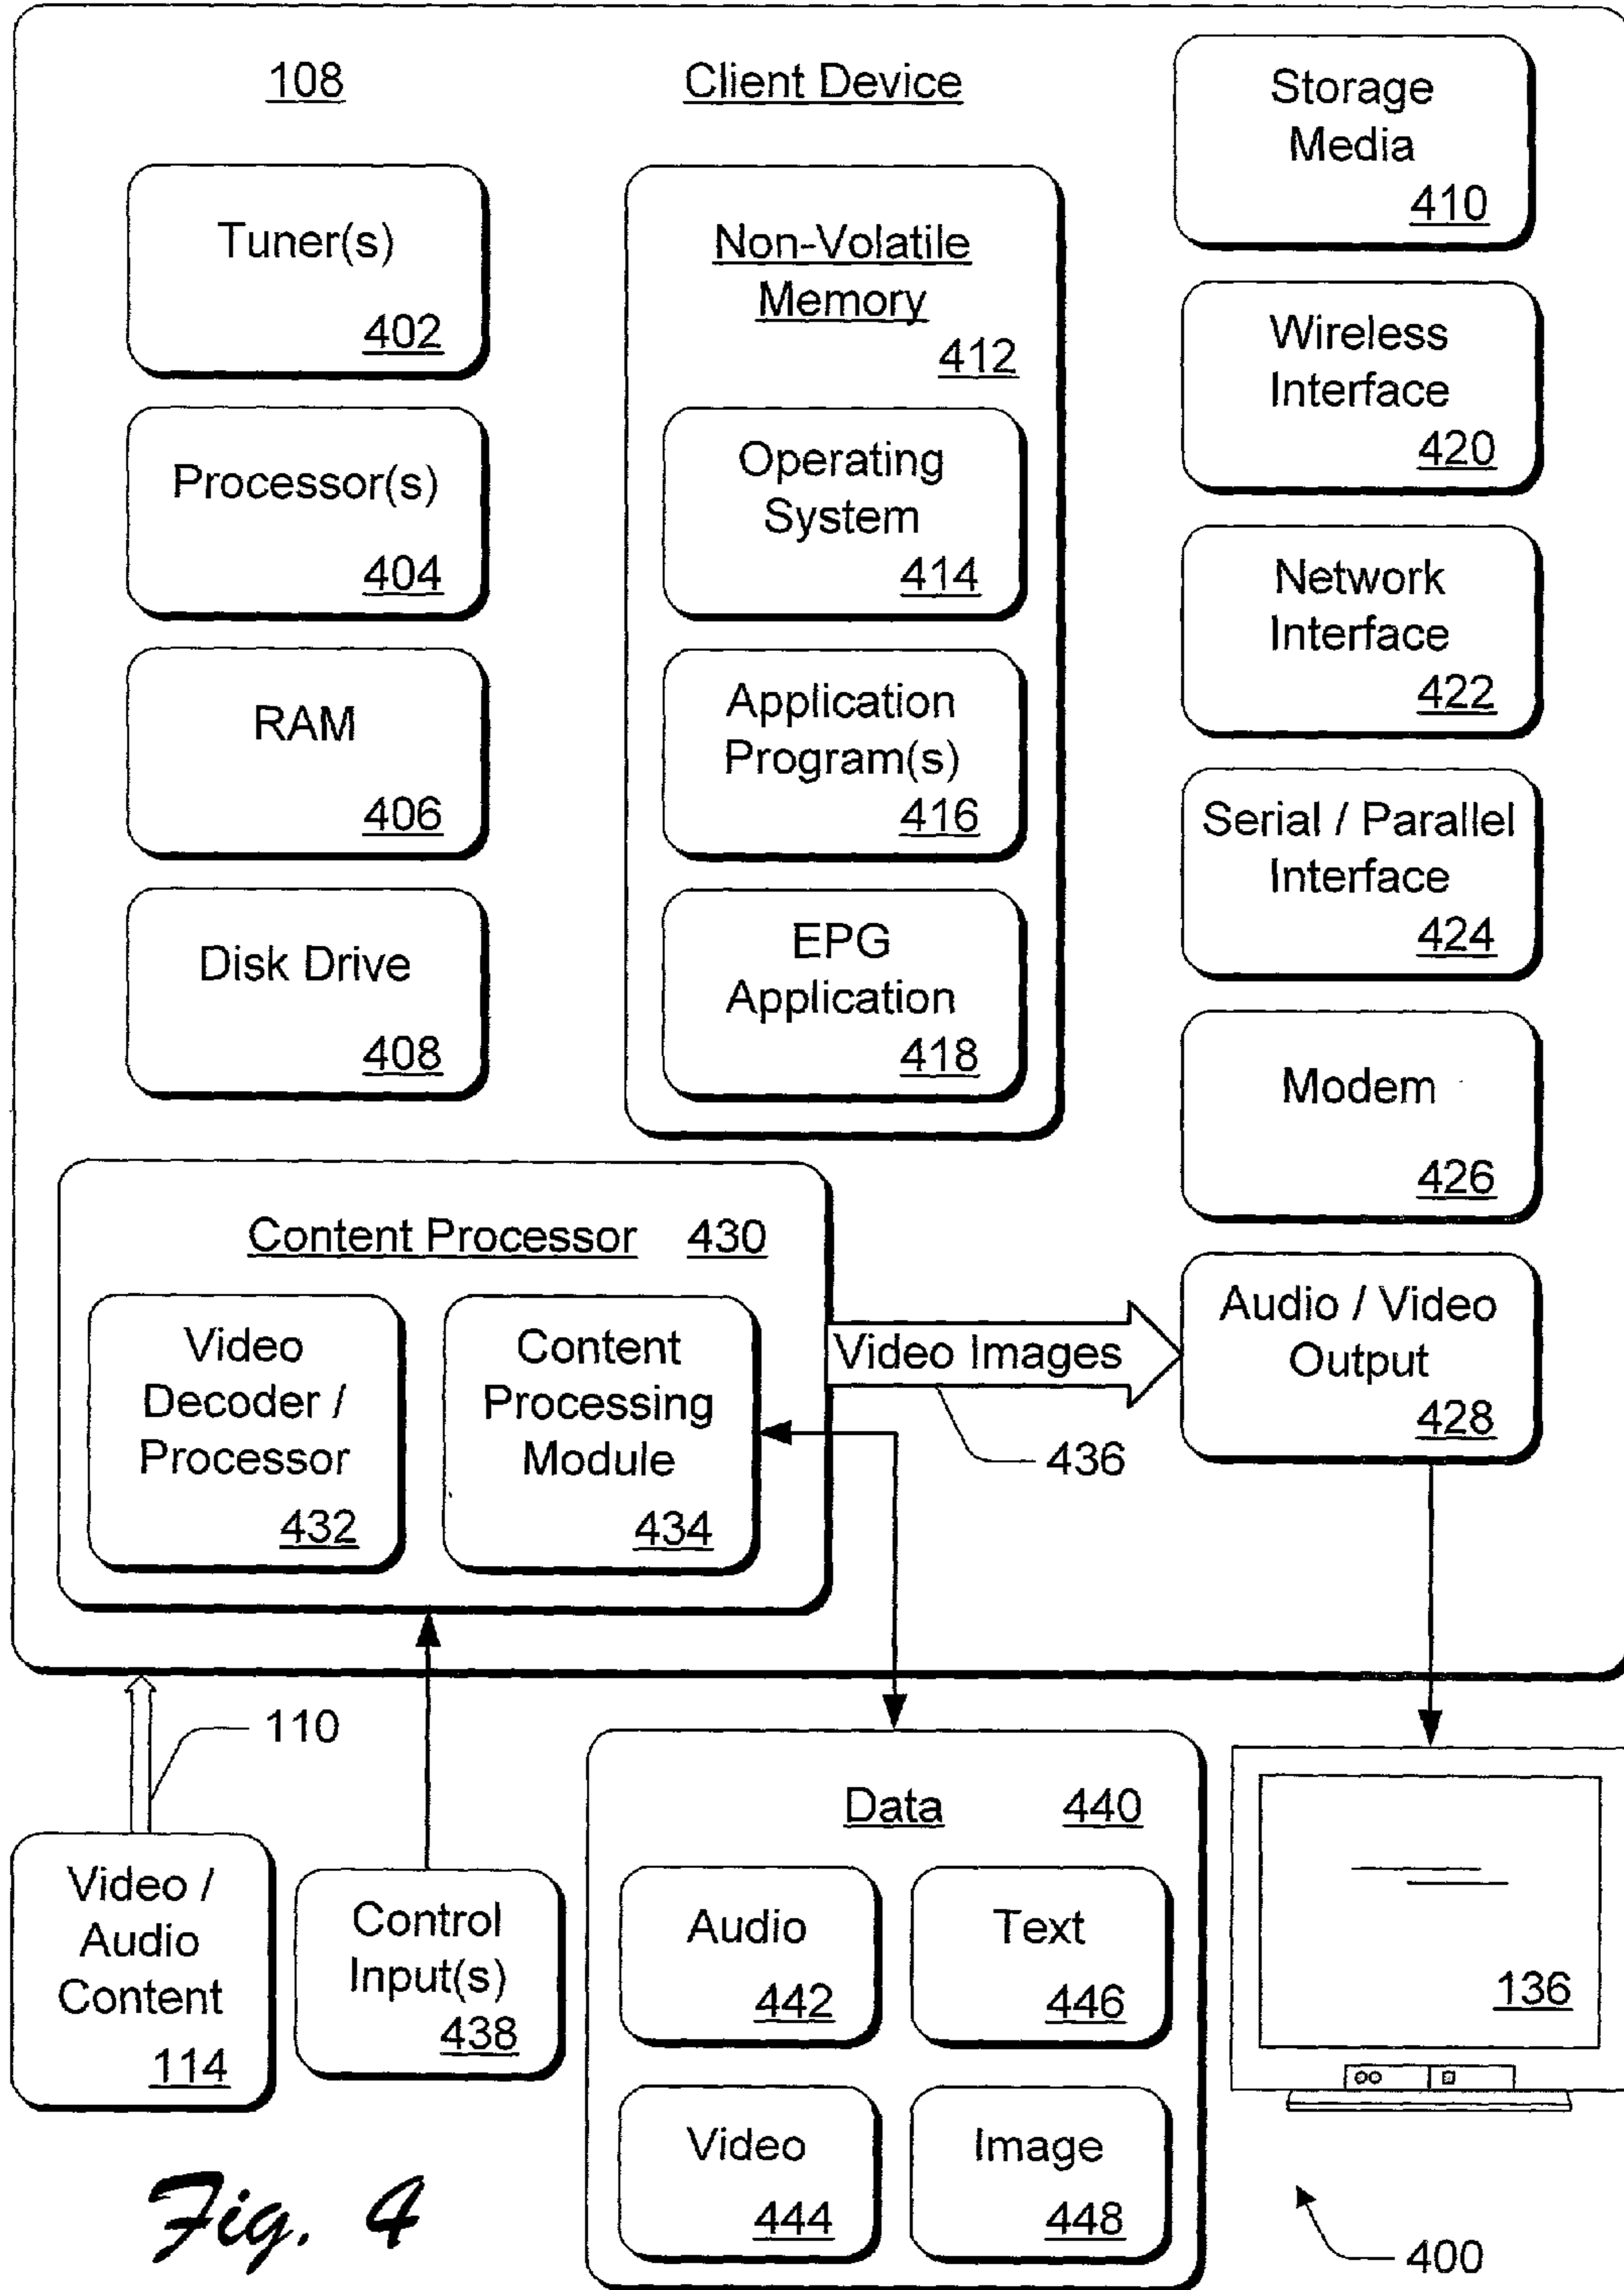 108
Client Device
Tuner(s)
402
Processor(s)
404
RAM
406
Disk Drive
408
Non-Volatile
Memory
412
Operating
System
414
Application
Program(s)
416
EPG
Application
418
Storage
Media
410
Wireless
Interface
420
Network
Interface
422
Serial / Parallel
Interface
424
Modem
426
Audio / Video
Output
428
Content Processor 430
Video
Decoder /
Processor
432
Content
Processing
Module
434
Video Images
436
110
Video /
Audio
Content
114
Control
Input(s)
438
Data 440
Audio
442
Text
446
Video
444
Image
448
136
400
Fig. 4